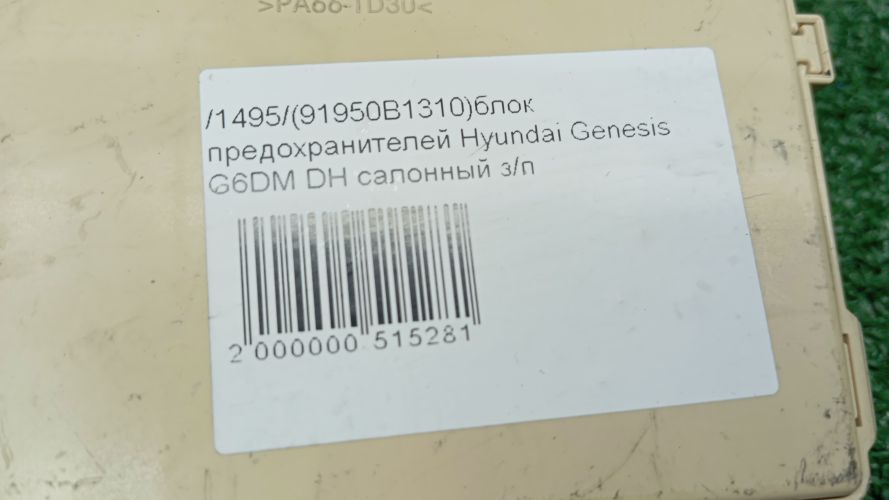 >PA66-TD30<
/1495/(91950B1310)блок
предохранителей Hyundai Genesis
G6DM DH салонный з/п
2 000000 515281